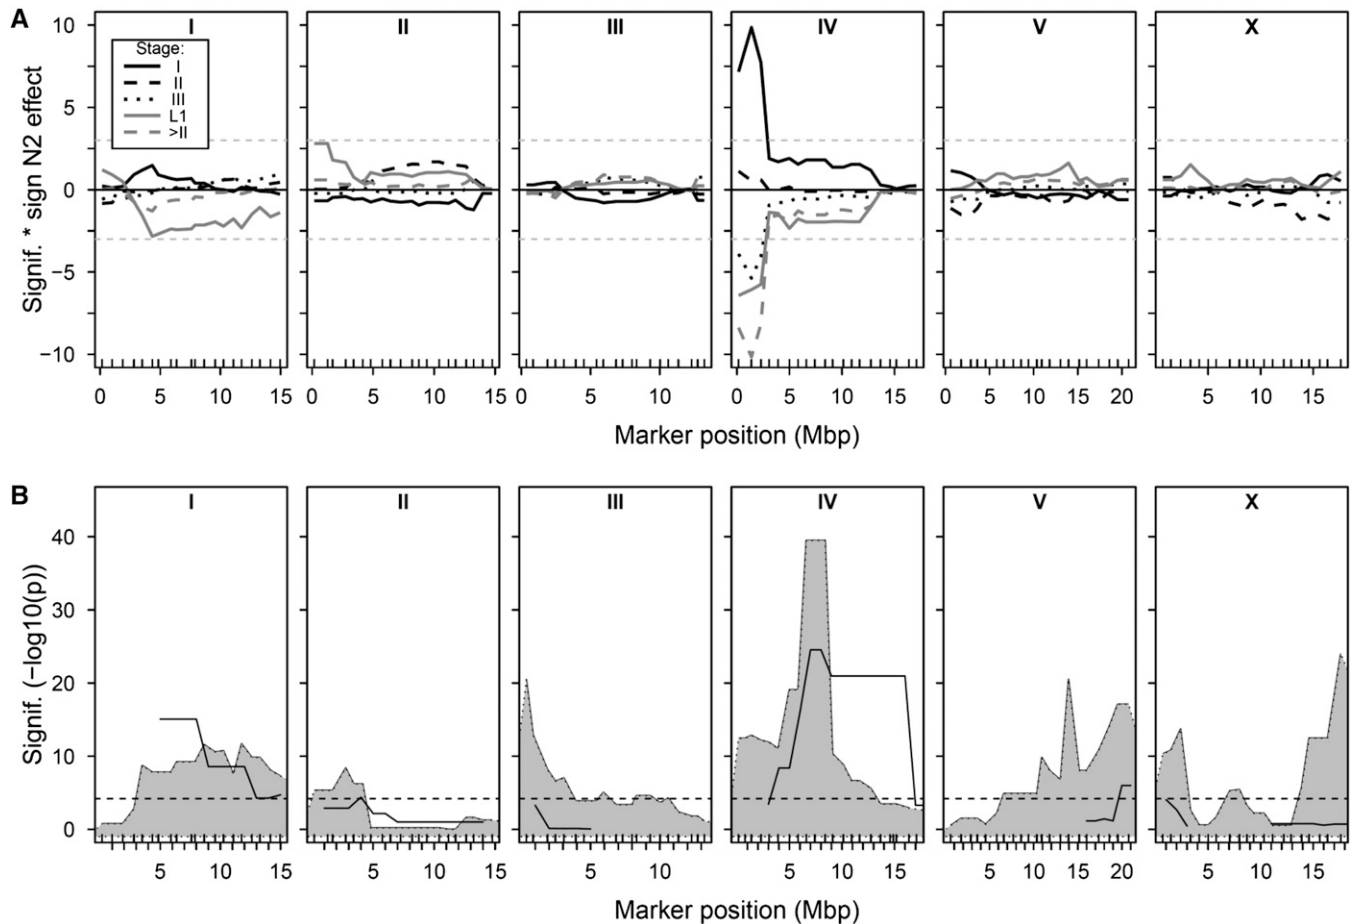 A
I II III IV V X
Stage:
I
II
III
L1
>II
Signif. * sign N2 effect
10
5
0
−5
−10
0 5 10 15 0 5 10 15 0 5 10 0 5 10 15 0 5 10 15 20 0 5 10 15
Marker position (Mbp)
B
I II III IV V X
Signif. (−log10(p))
40
30
20
10
0
5 10 15 5 10 15 5 10 5 10 15 5 10 15 20 5 10 15
Marker position (Mbp)